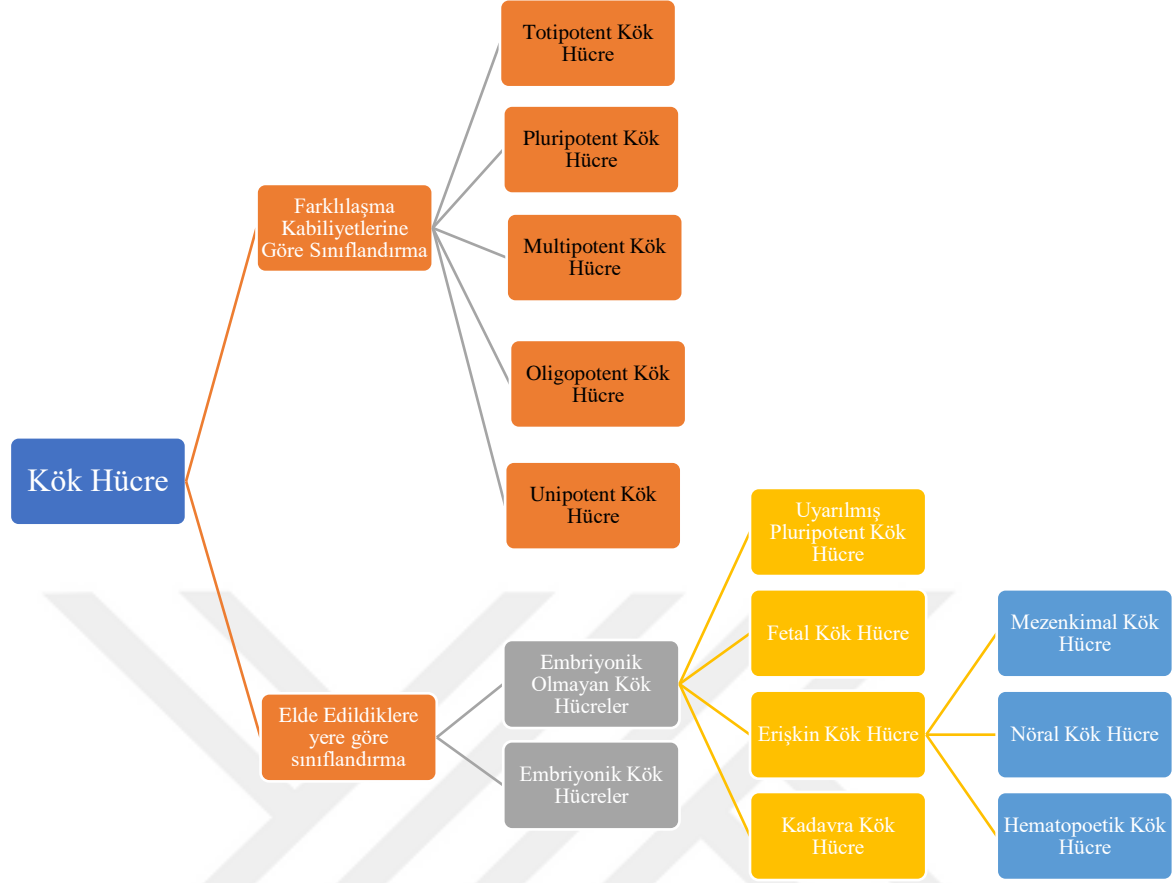 Kök Hücre
Farklılaşma
Kabiliyetlerine
Göre Sınıflandırma
Totipotent Kök
Hücre
Pluripotent Kök
Hücre
Multipotent Kök
Hücre
Oligopotent Kök
Hücre
Unipotent Kök
Hücre
Elde Edildiklere
yere göre
sınıflandırma
Embriyonik
Olmayan Kök
Hücreler
Uyarılmış
Pluripotent Kök
Hücre
Fetal Kök Hücre
Erişkin Kök Hücre
Mezenkimal Kök
Hücre
Nöral Kök Hücre
Hematopoetik Kök
Hücre
Kadavra Kök
Hücre
Embriyonik Kök
Hücreler